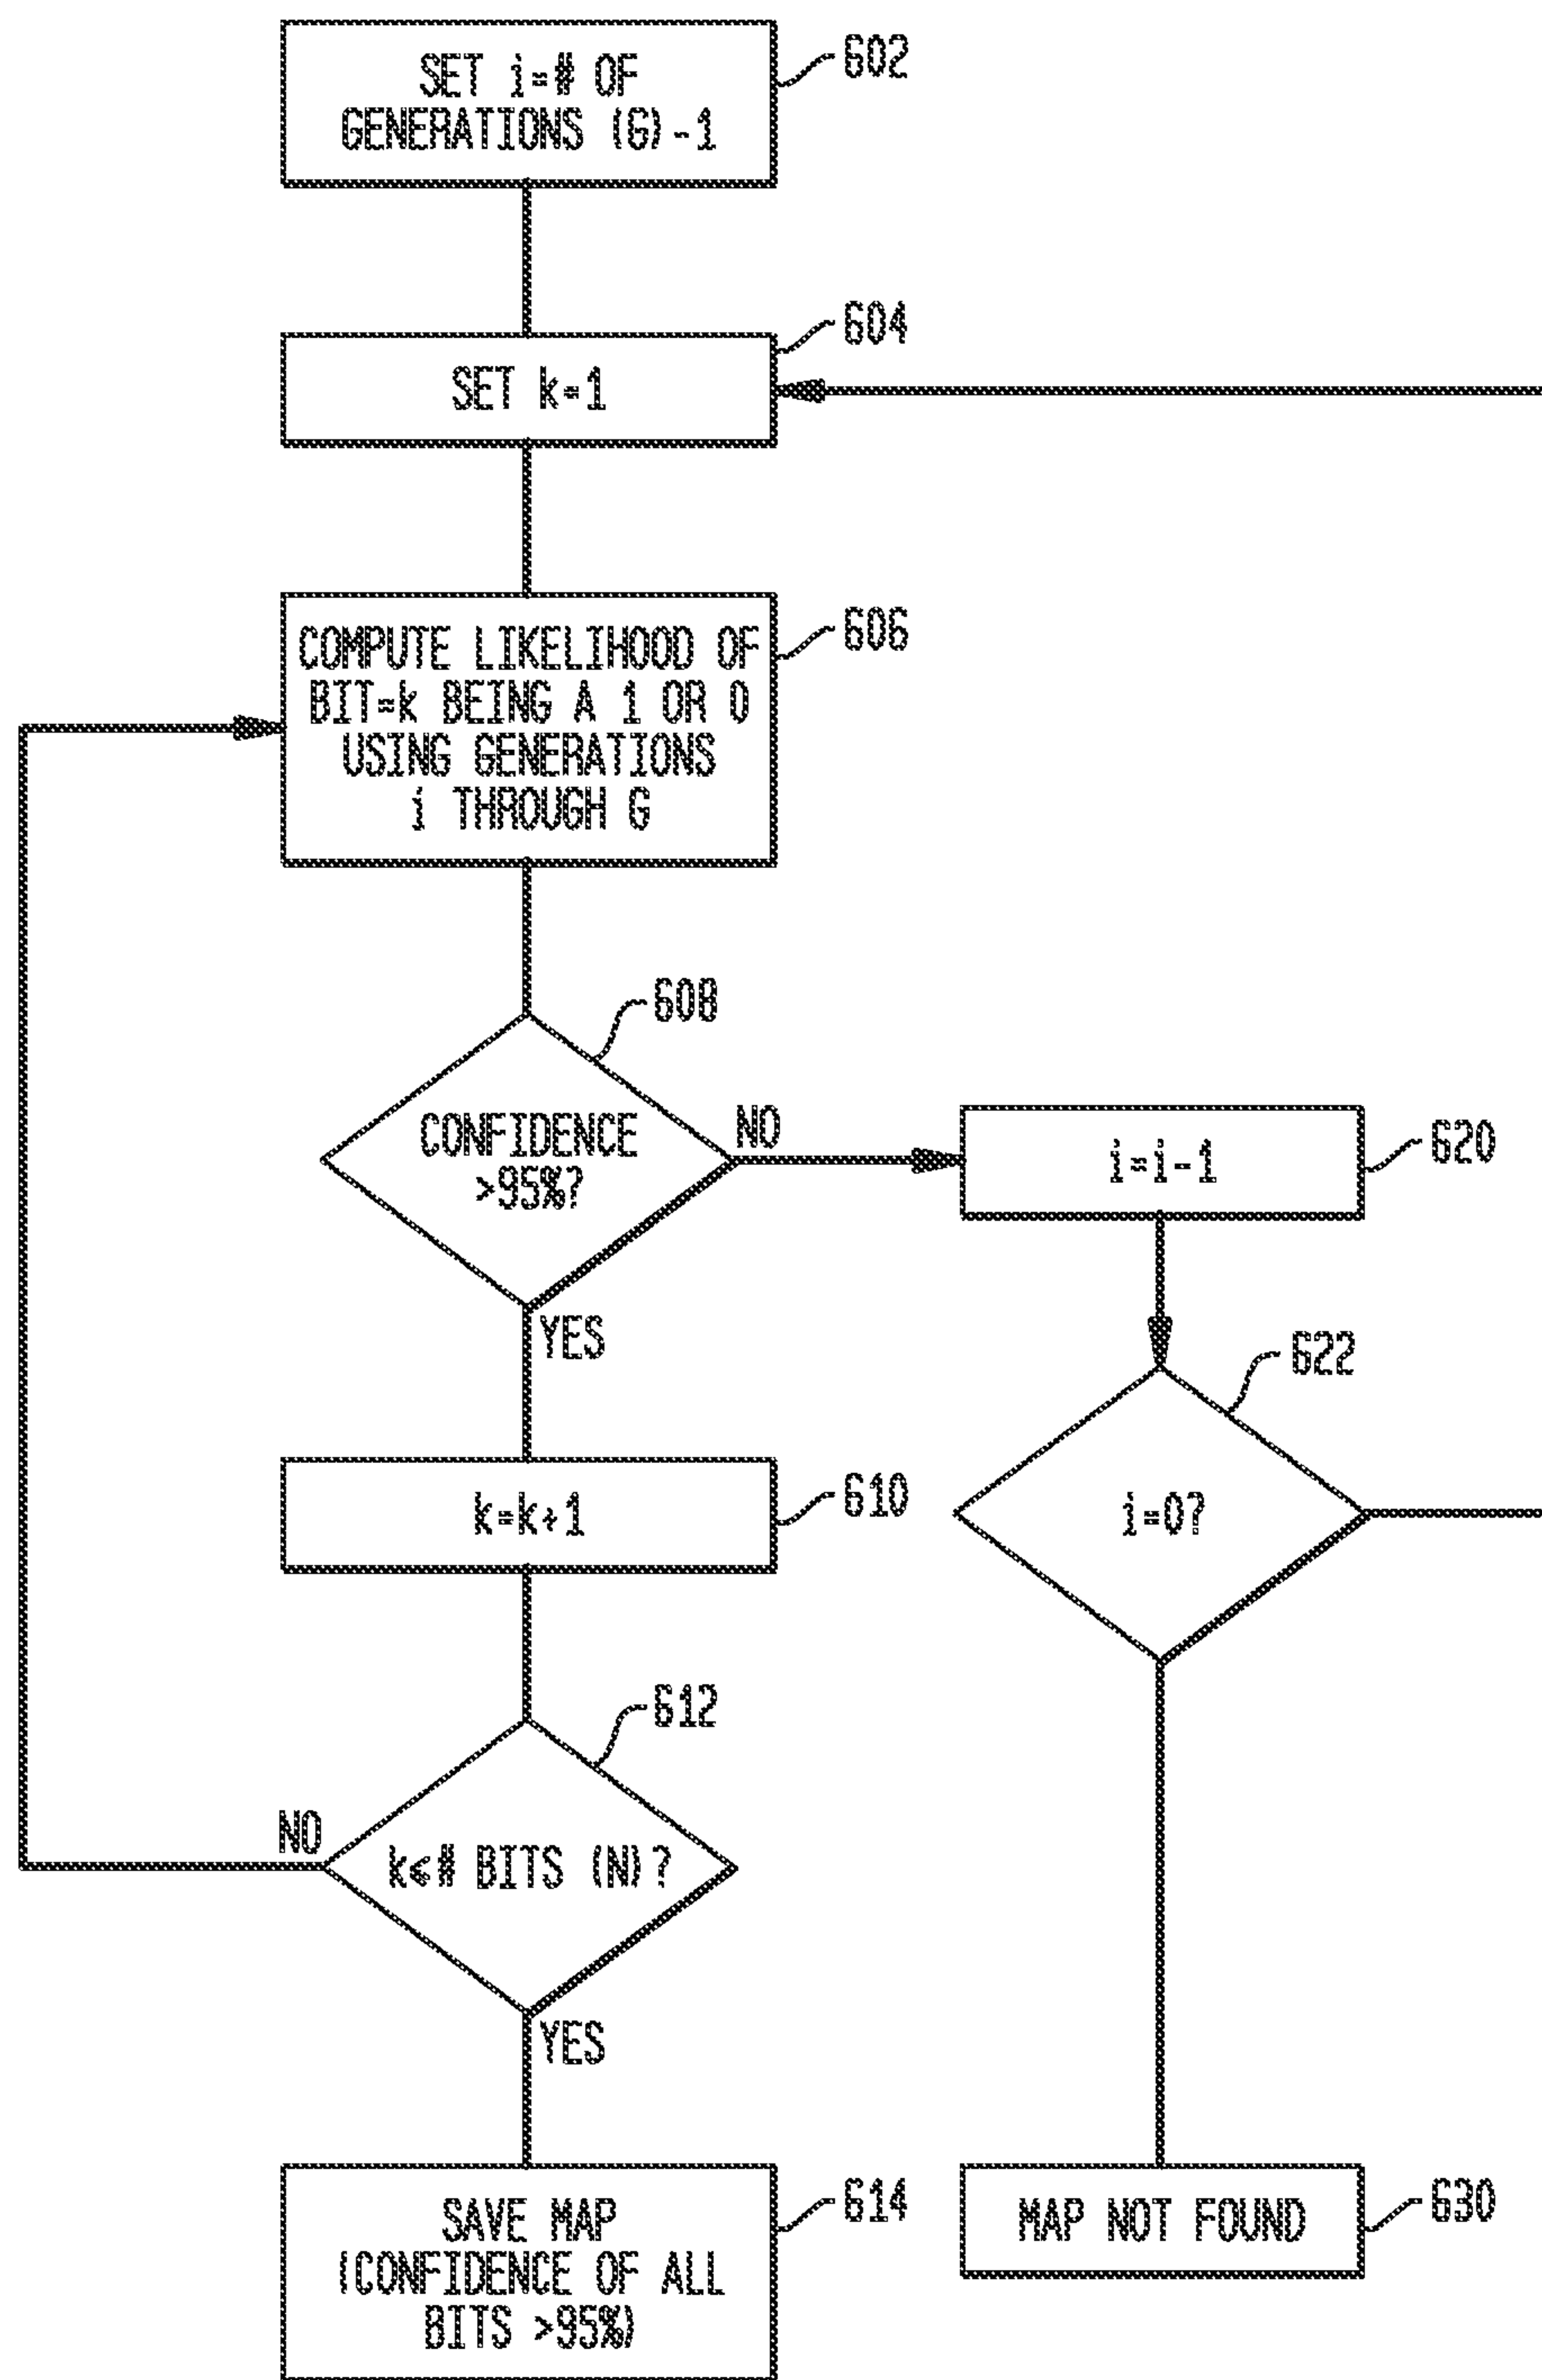 SET i=# OF
GENERATIONS (G)-1
602
SET k=1
604
COMPUTE LIKELIHOOD OF
BIT=k BEING A 1 OR 0
USING GENERATIONS
i THROUGH G
606
CONFIDENCE
>95%?
608
NO
YES
i=i-1
620
i=0?
622
k=k+1
610
k≤# BITS (N)?
612
NO
YES
SAVE MAP
(CONFIDENCE OF ALL
BITS >95%)
614
MAP NOT FOUND
630